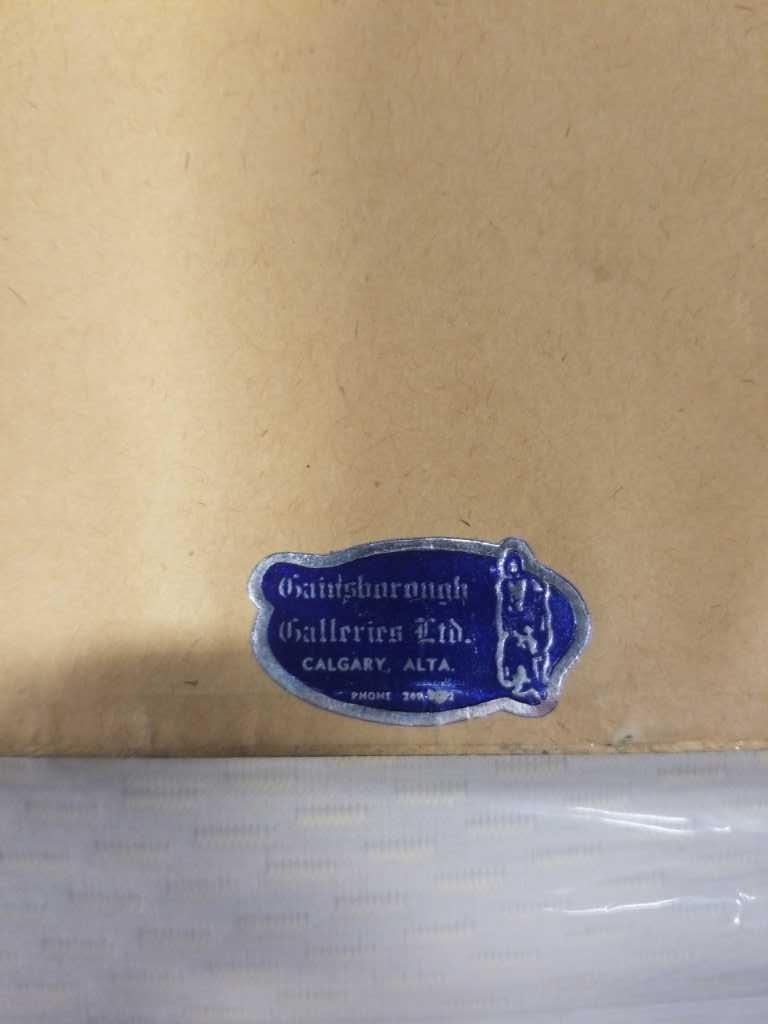 Gainsborough
Galleries Ltd.
CALGARY, ALTA.
PHONE